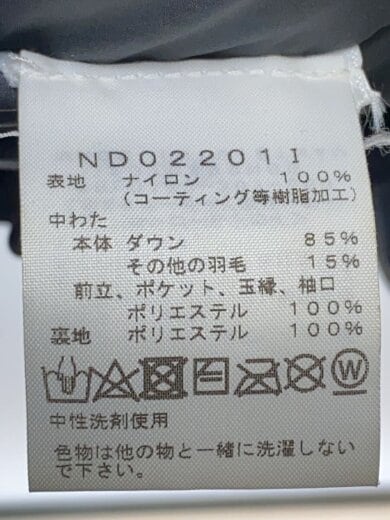 ND02201I
表地 ナイロン 100%
(コーティング等樹脂加工)
中わた
本体 ダウン 85%
その他の羽毛 15%
前立、ポケット、玉縁、袖口
ポリエステル 100%
裏地 ポリエステル 100%
W
中性洗剤使用
色物は他の物と一緒に洗濯しない
で下さい。